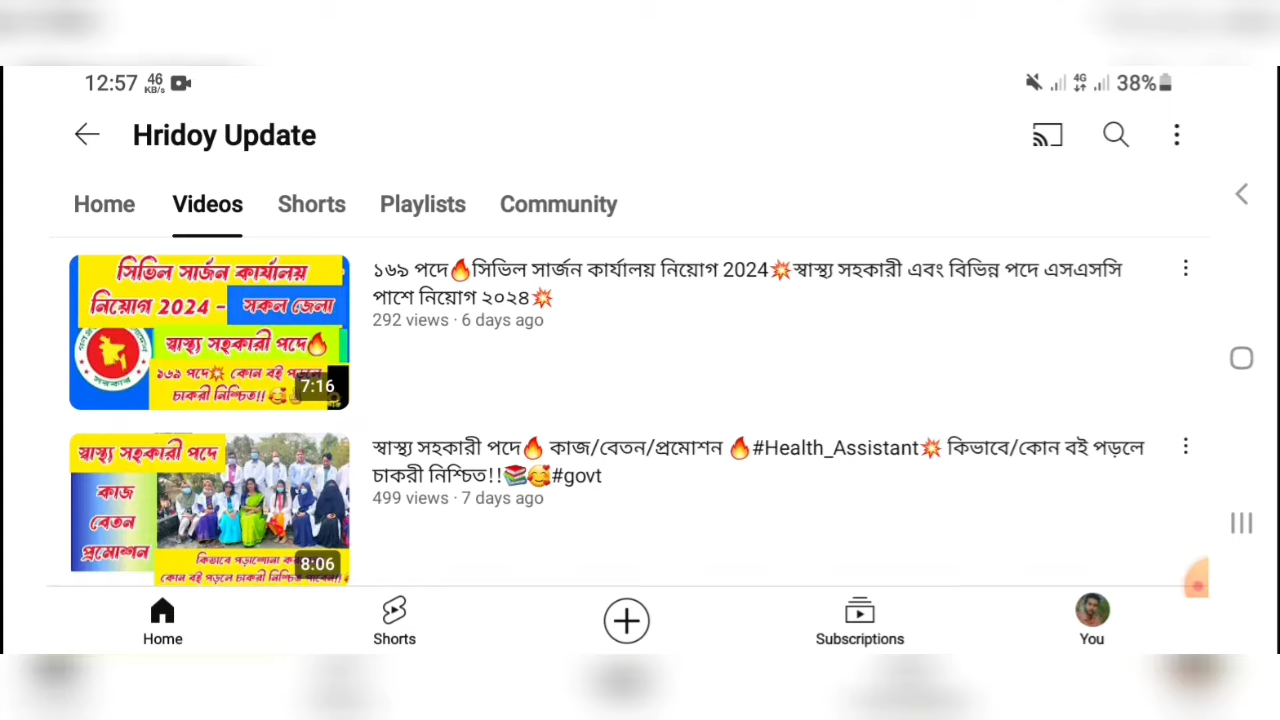 12:57 46 KB/s 4G 38%
Hridoy Update
Home Videos Shorts Playlists Community
সিভিল সার্জন কার্যালয়
নিয়োগ 2024 - সকল জেলা
স্বাস্থ্য সহকারী পদে🔥
১৬৯ পদে💥 কোন বই পড়লে
চাকরী নিশ্চিত!!🥰
7:16
১৬৯ পদে🔥সিভিল সার্জন কার্যালয় নিয়োগ 2024💥স্বাস্থ্য সহকারী এবং বিভিন্ন পদে এসএসসি
পাশে নিয়োগ ২০২৪💥
292 views · 6 days ago
স্বাস্থ্য সহকারী পদে
কাজ
বেতন
প্রমোশন
কিভাবে পড়াশোনা
কোন বই পড়লে চাকরী নিশ্চিত
8:06
স্বাস্থ্য সহকারী পদে🔥 কাজ/বেতন/প্রমোশন 🔥#Health_Assistant💥 কিভাবে/কোন বই পড়লে
চাকরী নিশ্চিত!!📚🥰#govt
499 views · 7 days ago
Home Shorts Subscriptions You